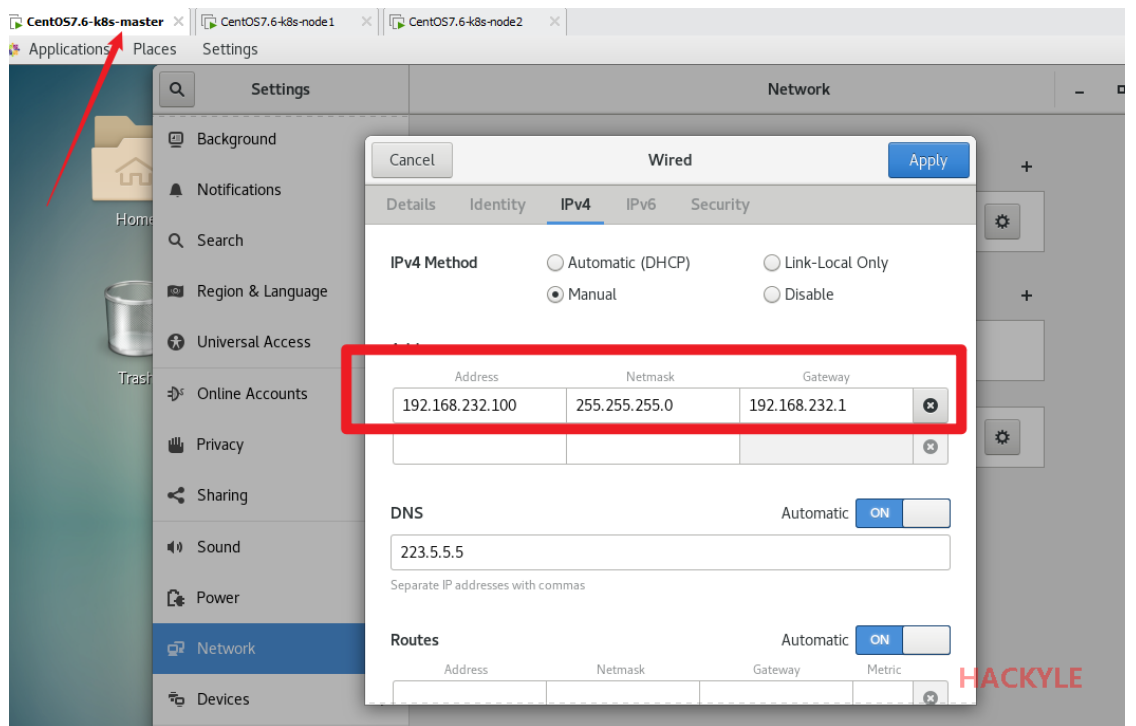 CentOS7.6-k8s-master
CentOS7.6-k8s-node1
CentOS7.6-k8s-node2
Applications Places Settings
Settings
Network
Background
Notifications
Search
Region & Language
Universal Access
Online Accounts
Privacy
Sharing
Sound
Power
Network
Devices
Home
Trash
Cancel Wired Apply
Details Identity IPv4 IPv6 Security
IPv4 Method
Automatic (DHCP) Link-Local Only
Manual Disable
Address Netmask Gateway
192.168.232.100 255.255.255.0 192.168.232.1
DNS Automatic ON
223.5.5.5
Separate IP addresses with commas
Routes Automatic ON
Address Netmask Gateway Metric
HACKYLE